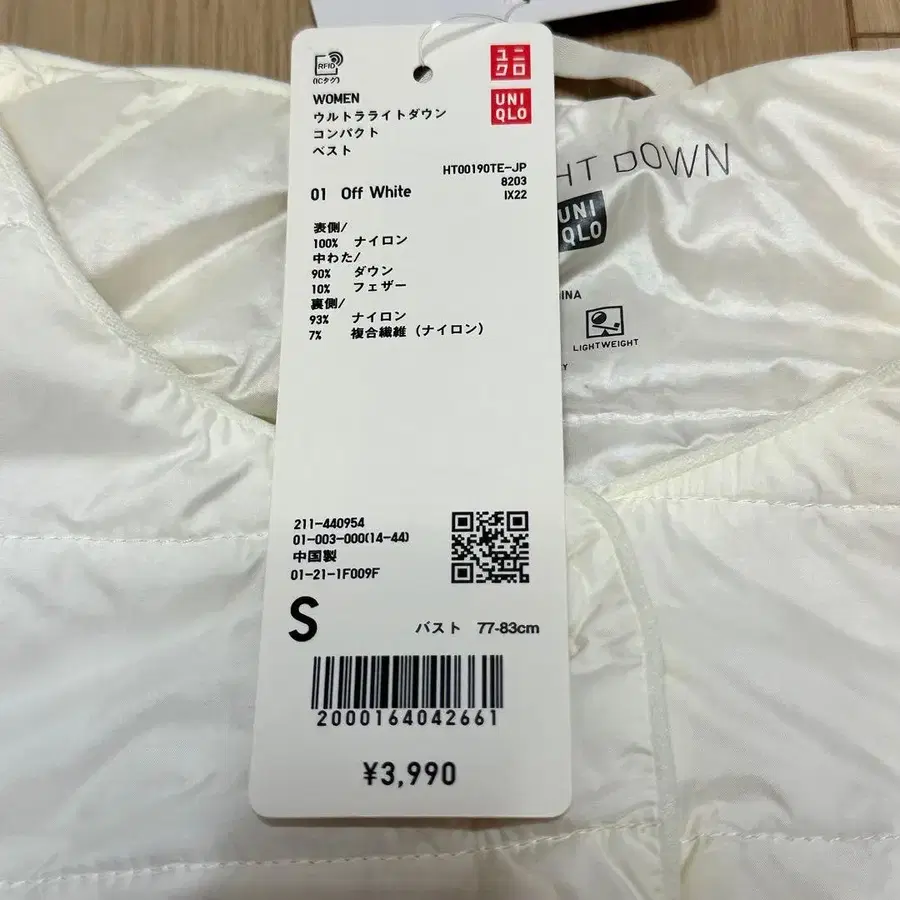 RFID
(ICタグ)
ユニ
クロ
UNI
QLO
WOMEN
ウルトラライトダウン
コンパクト
ベスト
HT00190TE-JP
8203
IX22
01 Off White
表側/
100% ナイロン
中わた/
90% ダウン
10% フェザー
裏側/
93% ナイロン
7% 複合繊維 (ナイロン)
211-440954
01-003-000(14-44)
中国製
01-21-1F009F
S バスト 77-83cm
2000164042661
¥3,990
HT DOWN
UNI
QLO
INA
LIGHTWEIGHT
Y